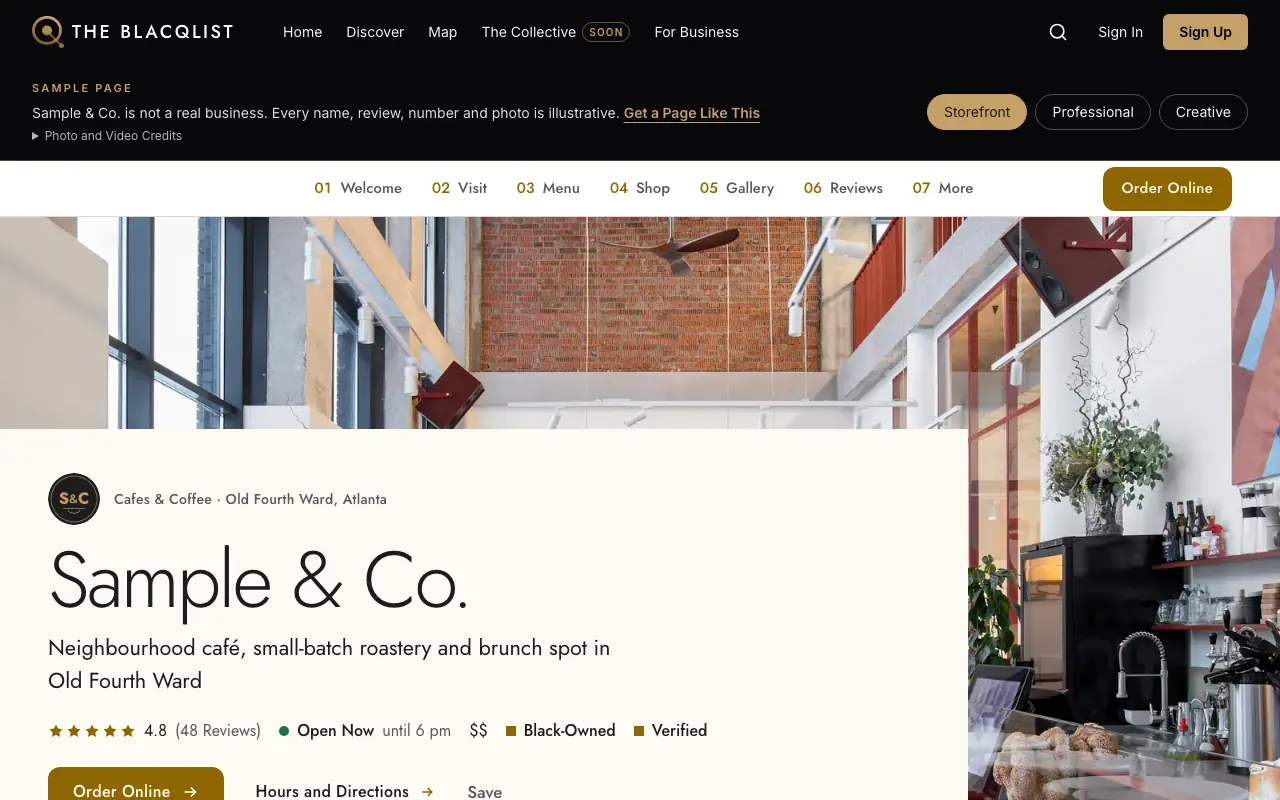 THE BLACQLIST
Home Discover Map The Collective SOON For Business
Sign In Sign Up
SAMPLE PAGE
Sample & Co. is not a real business. Every name, review, number and photo is illustrative. Get a Page Like This
Photo and Video Credits
Storefront Professional Creative
01 Welcome 02 Visit 03 Menu 04 Shop 05 Gallery 06 Reviews 07 More
Order Online
S&C
Cafes & Coffee · Old Fourth Ward, Atlanta
Sample & Co.
Neighbourhood café, small-batch roastery and brunch spot in
Old Fourth Ward
4.8 (48 Reviews) Open Now until 6 pm $$ Black-Owned Verified
Order Online → Hours and Directions → Save